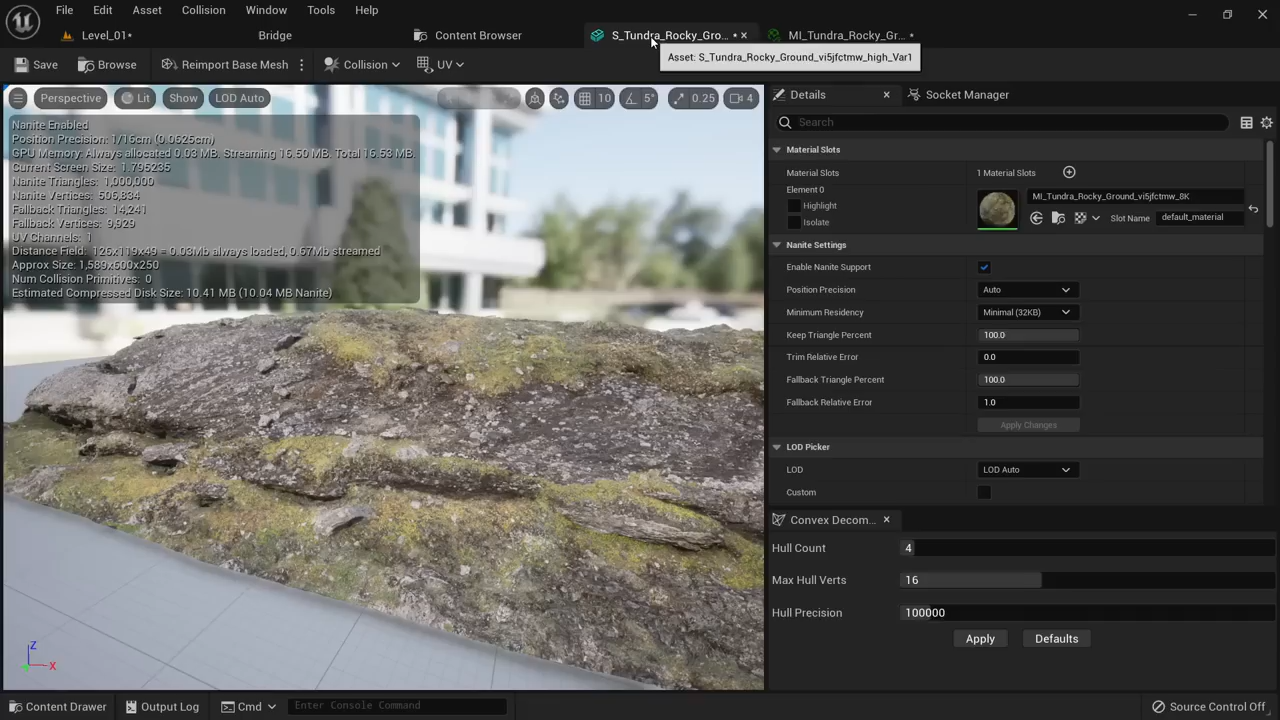 File Edit Asset Collision Window Tools Help
Level_01*
Bridge
Content Browser
S_Tundra_Rocky_Gro... *
MI_Tundra_Rocky_Gr... *
Asset: S_Tundra_Rocky_Ground_vi5jfctmw_high_Var1
Save
Browse
Reimport Base Mesh
Collision
UV
Perspective
Lit
Show
LOD Auto
10
5°
0.25
4
Nanite Enabled
Position Precision: 1/16cm (0.0625cm)
GPU Memory: Always allocated 0.03 MB. Streaming 16.50 MB. Total 16.53 MB.
Current Screen Size: 1.795235
Nanite Triangles: 1,000,000
Nanite Vertices: 506,834
Fallback Triangles: 14,241
Fallback Vertices: 9,929
UV Channels: 1
Distance Field: 126x119x49 = 0.03Mb always loaded, 0.67Mb streamed
Approx Size: 1,589x600x250
Num Collision Primitives: 0
Estimated Compressed Disk Size: 10.41 MB (10.04 MB Nanite)
Z
X
Details
Socket Manager
Search
Material Slots
Material Slots
1 Material Slots
Element 0
Highlight
Isolate
MI_Tundra_Rocky_Ground_vi5jfctmw_8K
Slot Name
default_material
Nanite Settings
Enable Nanite Support
Position Precision
Auto
Minimum Residency
Minimal (32KB)
Keep Triangle Percent
100.0
Trim Relative Error
0.0
Fallback Triangle Percent
100.0
Fallback Relative Error
1.0
Apply Changes
LOD Picker
LOD
LOD Auto
Custom
Convex Decom...
Hull Count
4
Max Hull Verts
16
Hull Precision
100000
Apply
Defaults
Content Drawer
Output Log
Cmd
Enter Console Command
Source Control Off